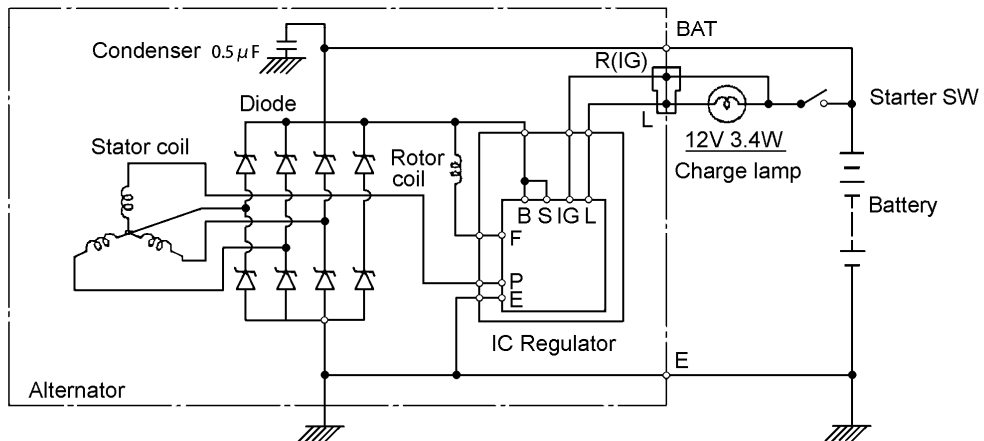 BAT
Condenser 0.5μF
R(IG)
Diode
L
Starter SW
Stator coil
12V 3.4W
Rotor
coil
Charge lamp
B S IG L
Battery
F
P
E
IC Regulator
E
Alternator